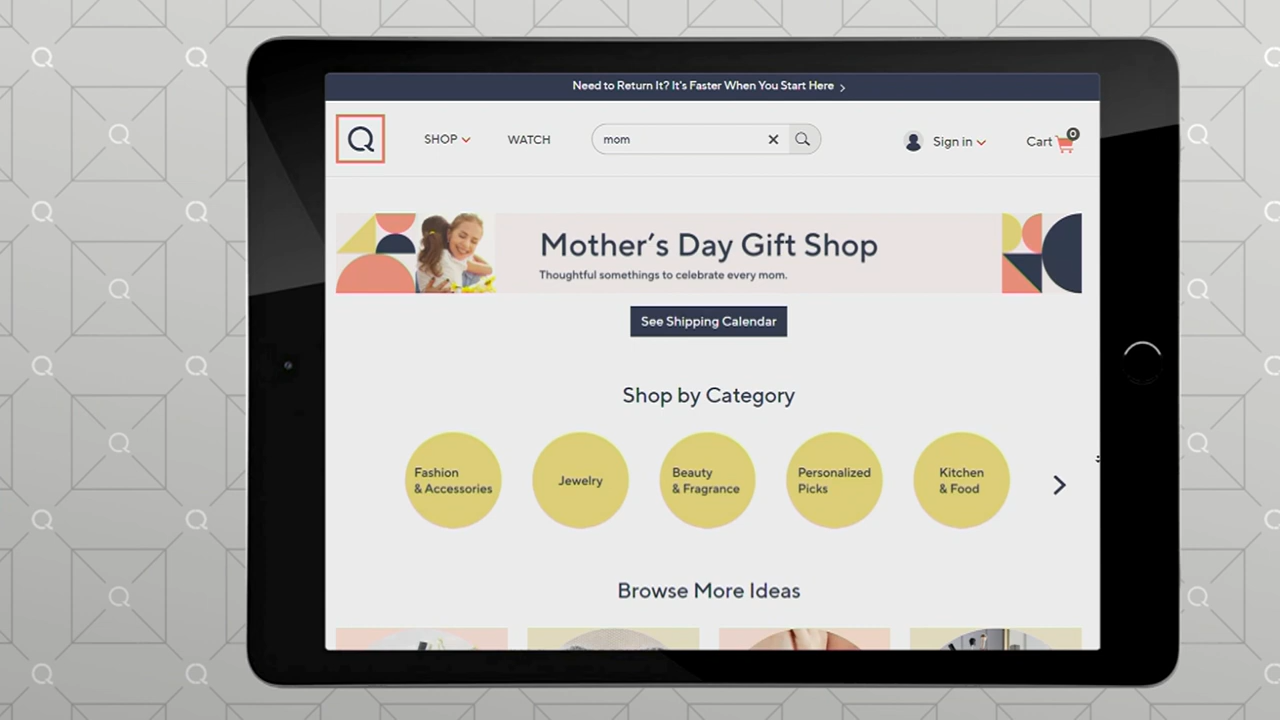 Need to Return It? It's Faster When You Start Here
Q
SHOP
WATCH
mom
Sign in
Cart
0
Mother's Day Gift Shop
Thoughtful somethings to celebrate every mom.
See Shipping Calendar
Shop by Category
Fashion
& Accessories
Jewelry
Beauty
& Fragrance
Personalized
Picks
Kitchen
& Food
Browse More Ideas